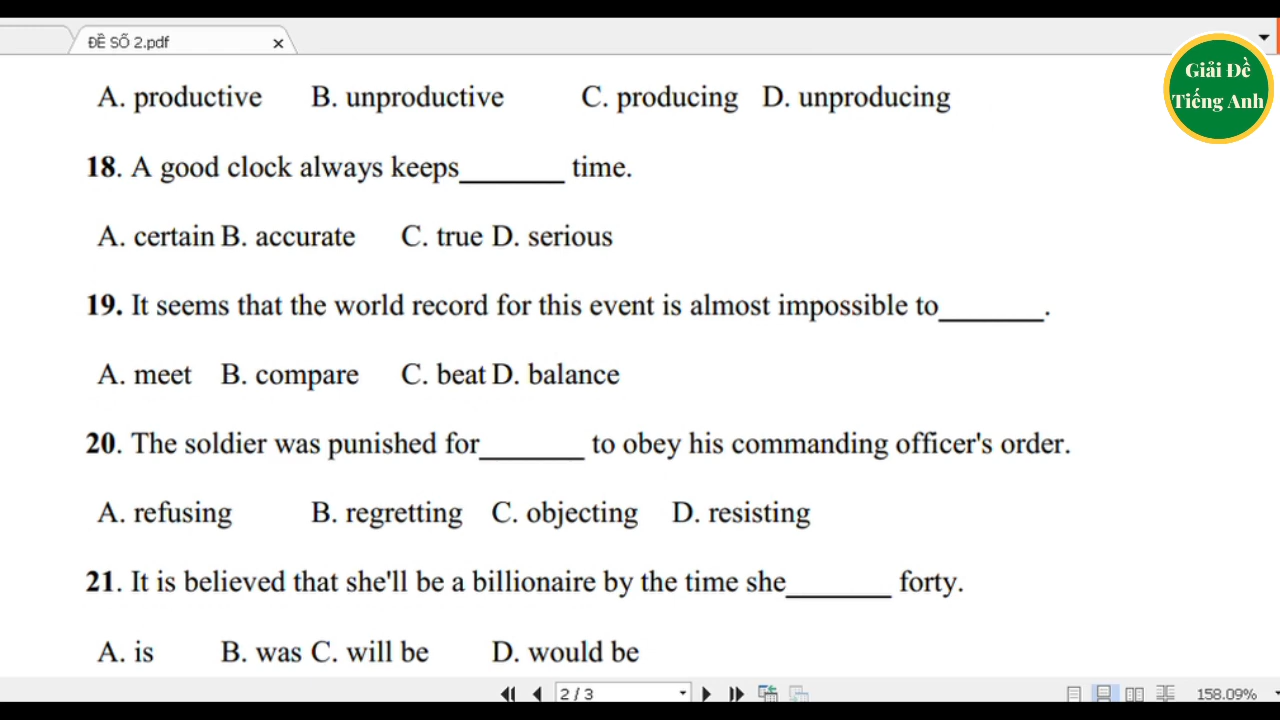 ĐỀ SỐ 2.pdf
Giải Đề
Tiếng Anh
A. productive B. unproductive C. producing D. unproducing
18. A good clock always keeps________ time.
A. certain B. accurate C. true D. serious
19. It seems that the world record for this event is almost impossible to________.
A. meet B. compare C. beat D. balance
20. The soldier was punished for________ to obey his commanding officer's order.
A. refusing B. regretting C. objecting D. resisting
21. It is believed that she'll be a billionaire by the time she________ forty.
A. is B. was C. will be D. would be
2 / 3 158.09%